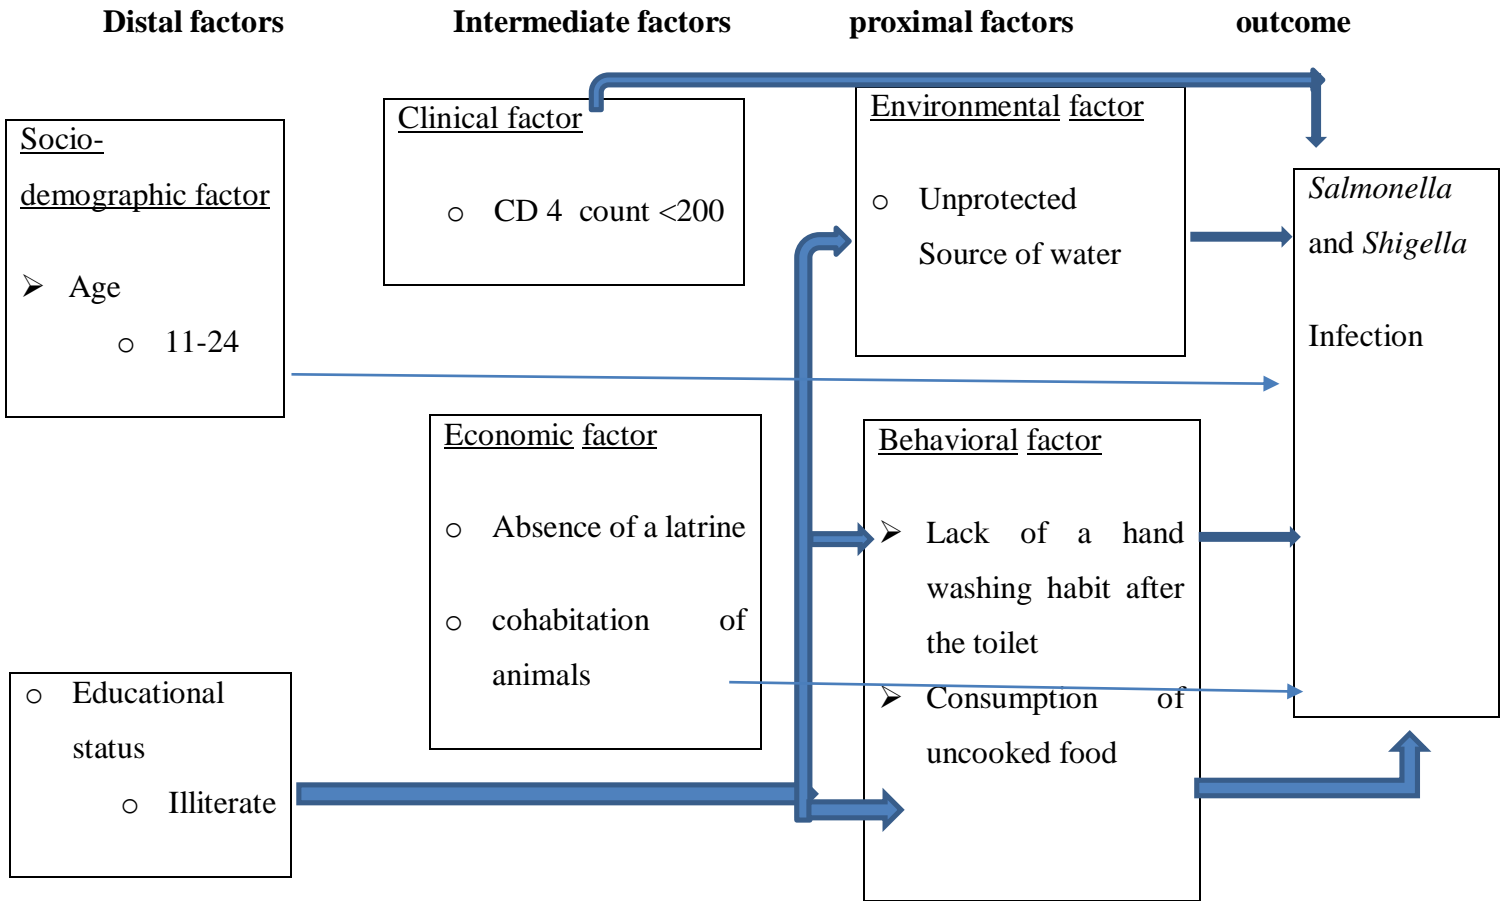 Distal factors Intermediate factors proximal factors outcome
Socio-
demographic factor
➢ Age
o 11-24
o Educational
status
o Illiterate
Clinical factor
o CD 4 count <200
Economic factor
o Absence of a latrine
o cohabitation of
animals
Environmental factor
o Unprotected
Source of water
Behavioral factor
➢ Lack of a hand
washing habit after
the toilet
➢ Consumption of
uncooked food
Salmonella
and Shigella
Infection